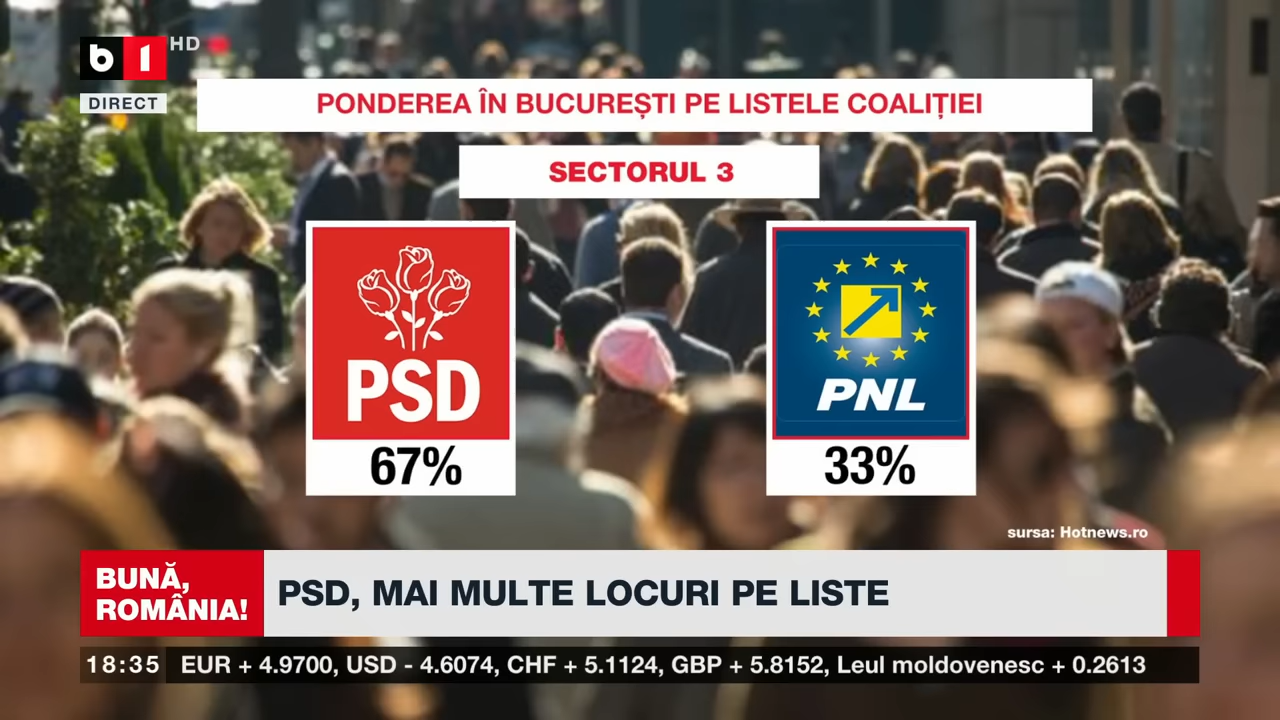 b1 HD
DIRECT
PONDEREA ÎN BUCUREȘTI PE LISTELE COALIȚIEI
SECTORUL 3
PSD
67%
PNL
33%
sursa: Hotnews.ro
BUNĂ,
ROMÂNIA!
PSD, MAI MULTE LOCURI PE LISTE
18:35 EUR + 4.9700, USD - 4.6074, CHF + 5.1124, GBP + 5.8152, Leul moldovenesc + 0.2613